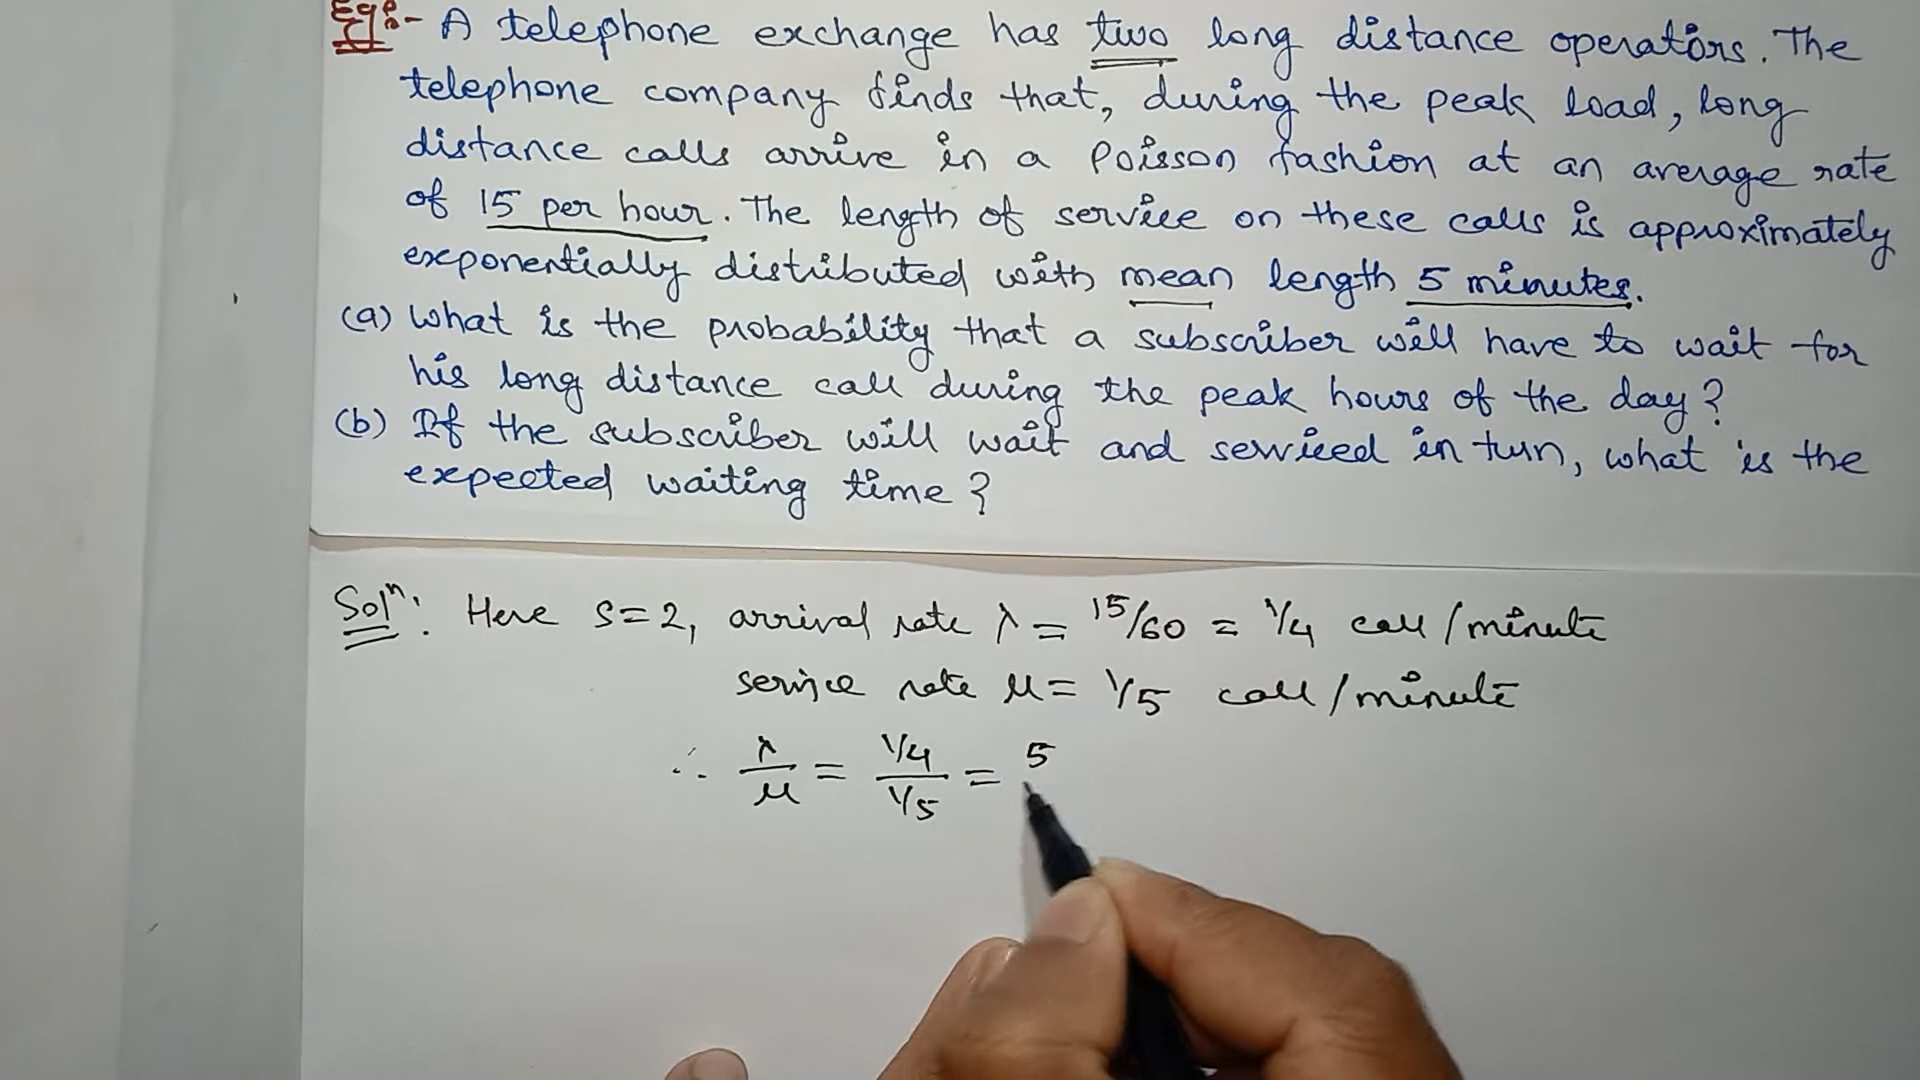 Eg:- A telephone exchange has two long distance operators. The
telephone company finds that, during the peak load, long
distance calls arrive in a Poisson fashion at an average rate
of 15 per hour. The length of service on these calls is approximately
exponentially distributed with mean length 5 minutes.
(a) What is the probability that a subscriber will have to wait for
his long distance call during the peak hours of the day?
(b) If the subscriber will wait and serviced in turn, what is the
expected waiting time?
Solⁿ: Here S=2, arrival rate λ = 15/60 = 1/4 call/minute
service rate μ = 1/5 call/minute
∴ λ/μ = (1/4)/(1/5) = 5